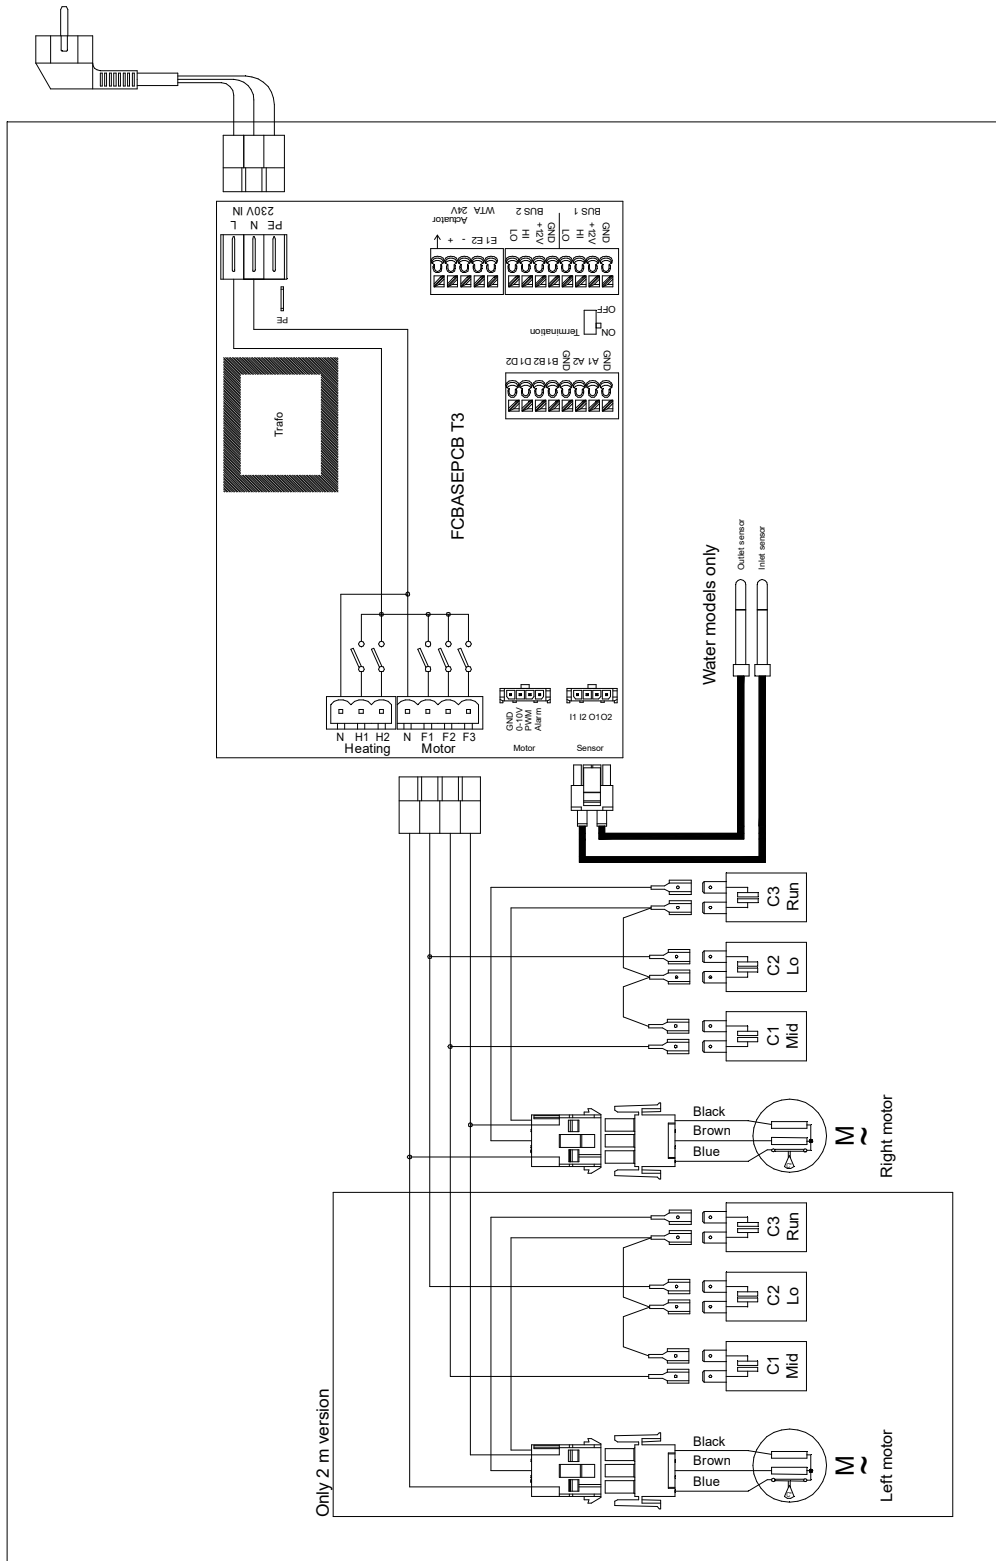 230V IN
L N PE
PE
Actuator
24V
WTA
↑ + - E1 E2
BUS 2
LO
HI
+12V
GND
BUS 1
LO
HI
+12V
GND
Termination
OFF
ON
D2 D1 B2 B1 GND A2 A1 GND
Trafo
FCBASEPCB T3
N H1 H2
Heating
N F1 F2 F3
Motor
GND
0-10V
PWM
Alarm
Motor
I1 I2 O1O2
Sensor
Water models only
Outlet sensor
Inlet sensor
C3
Run
C2
Lo
C1
Mid
Black
Brown
Blue
M
~
Right motor
Only 2 m version
C3
Run
C2
Lo
C1
Mid
Black
Brown
Blue
M
~
Left motor